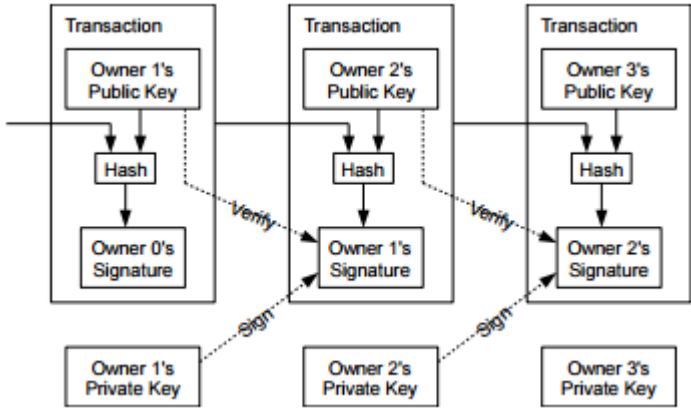 Transaction
Transaction
Transaction
Owner 1's
Public Key
Owner 2's
Public Key
Owner 3's
Public Key
Hash
Hash
Hash
Verify
Verify
Owner 0's
Signature
Owner 1's
Signature
Owner 2's
Signature
Sign
Sign
Owner 1's
Private Key
Owner 2's
Private Key
Owner 3's
Private Key